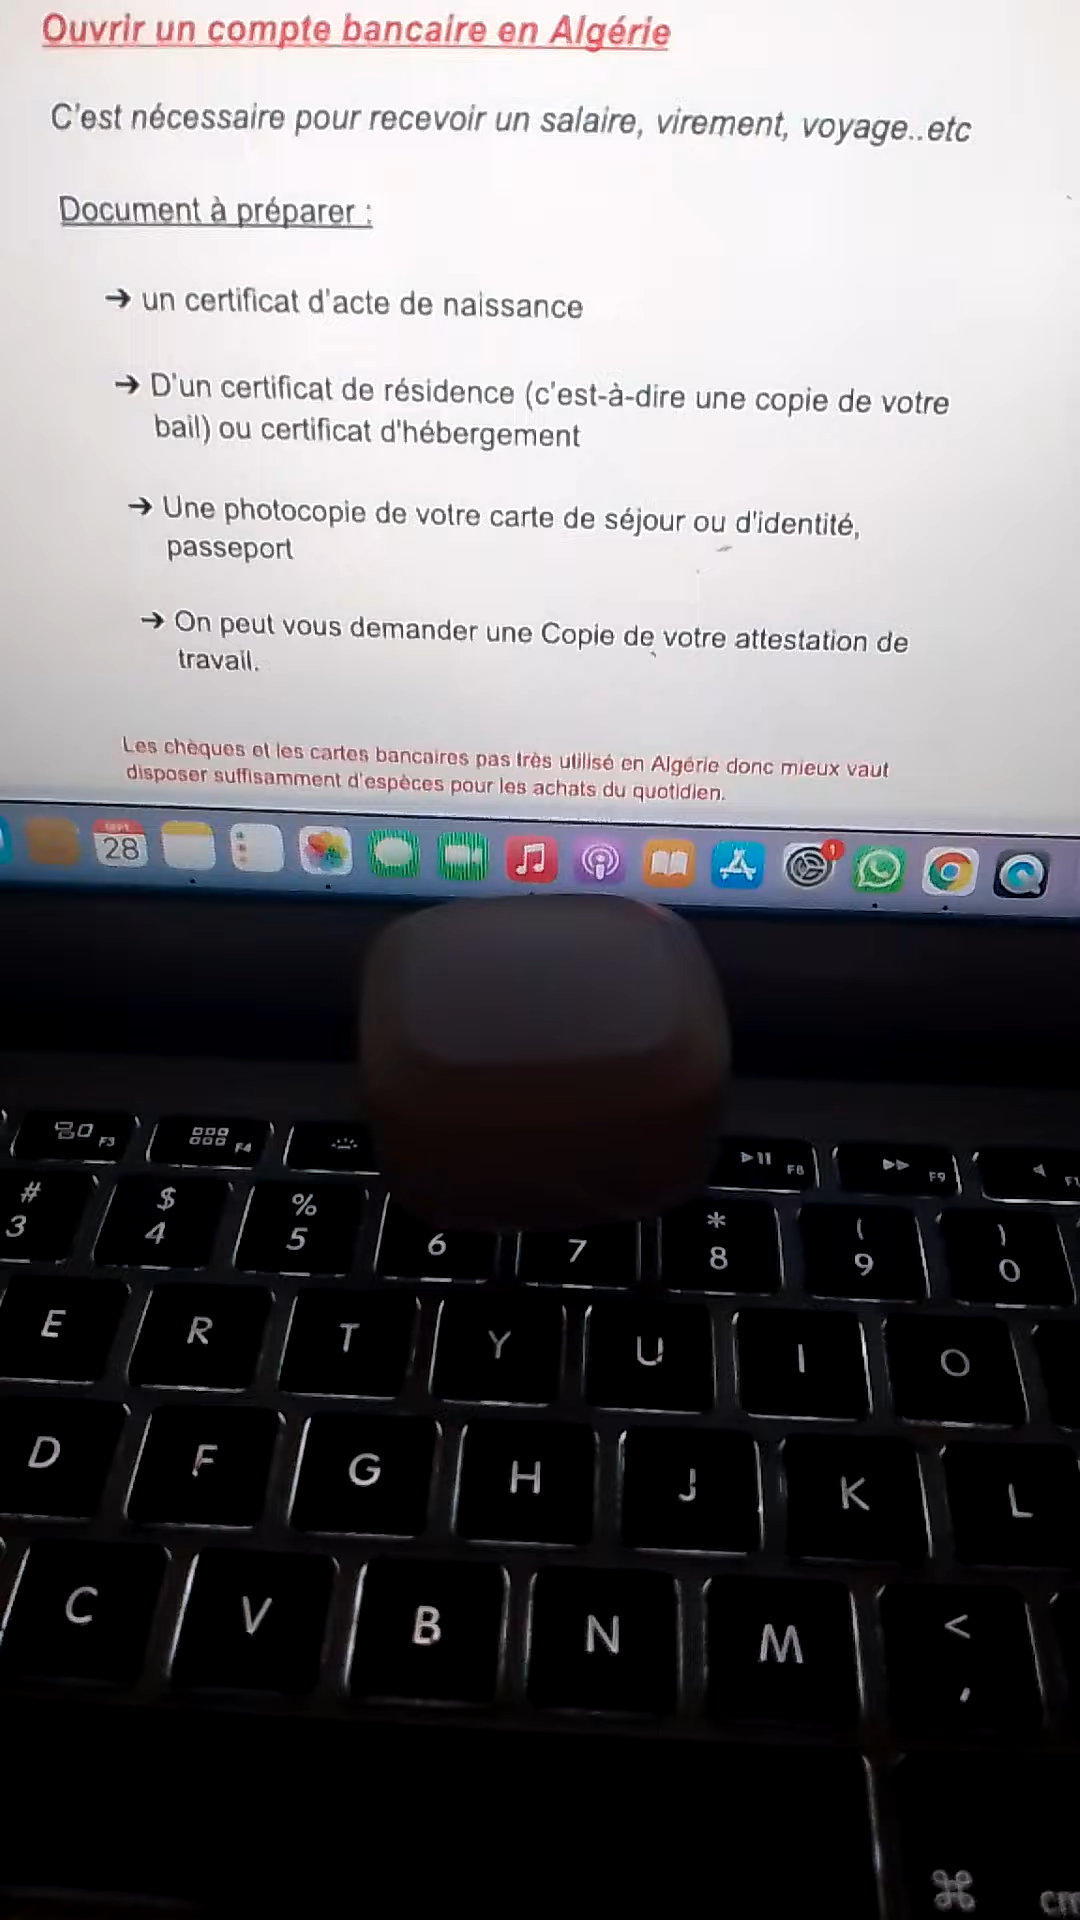 Ouvrir un compte bancaire en Algérie
C'est nécessaire pour recevoir un salaire, virement, voyage..etc
Document à préparer :
➔ un certificat d'acte de naissance
➔ D'un certificat de résidence (c'est-à-dire une copie de votre
bail) ou certificat d'hébergement
➔ Une photocopie de votre carte de séjour ou d'identité,
passeport
➔ On peut vous demander une Copie de votre attestation de
travail.
Les chèques et les cartes bancaires pas très utilisé en Algérie donc mieux vaut
disposer suffisamment d'espèces pour les achats du quotidien.
SEPT.
28
1
F3 F4 F8 F9
# $ % * ( )
3 4 5 6 7 8 9 0
E R T Y U I O
D F G H J K L
C V B N M <
,
⌘ cm